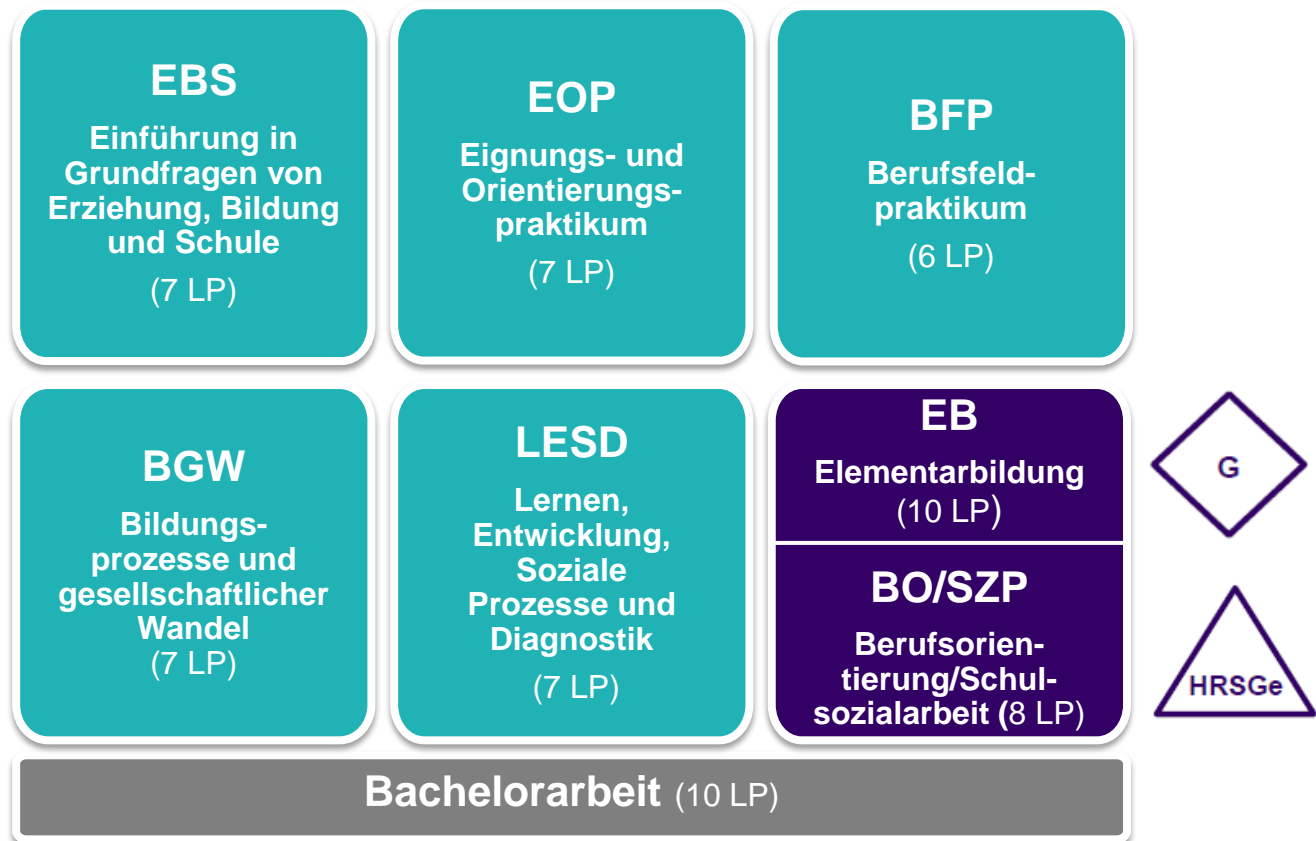 EBS
Einführung in
Grundfragen von
Erziehung, Bildung
und Schule
(7 LP)
EOP
Eignungs- und
Orientierungs-
praktikum
(7 LP)
BFP
Berufsfeld-
praktikum
(6 LP)
BGW
Bildungs-
prozesse und
gesellschaftlicher
Wandel
(7 LP)
LESD
Lernen,
Entwicklung,
Soziale
Prozesse und
Diagnostik
(7 LP)
EB
Elementarbildung
(10 LP)
G
BO/SZP
Berufsorien-
tierung/Schul-
sozialarbeit (8 LP)
HRSGe
Bachelorarbeit (10 LP)